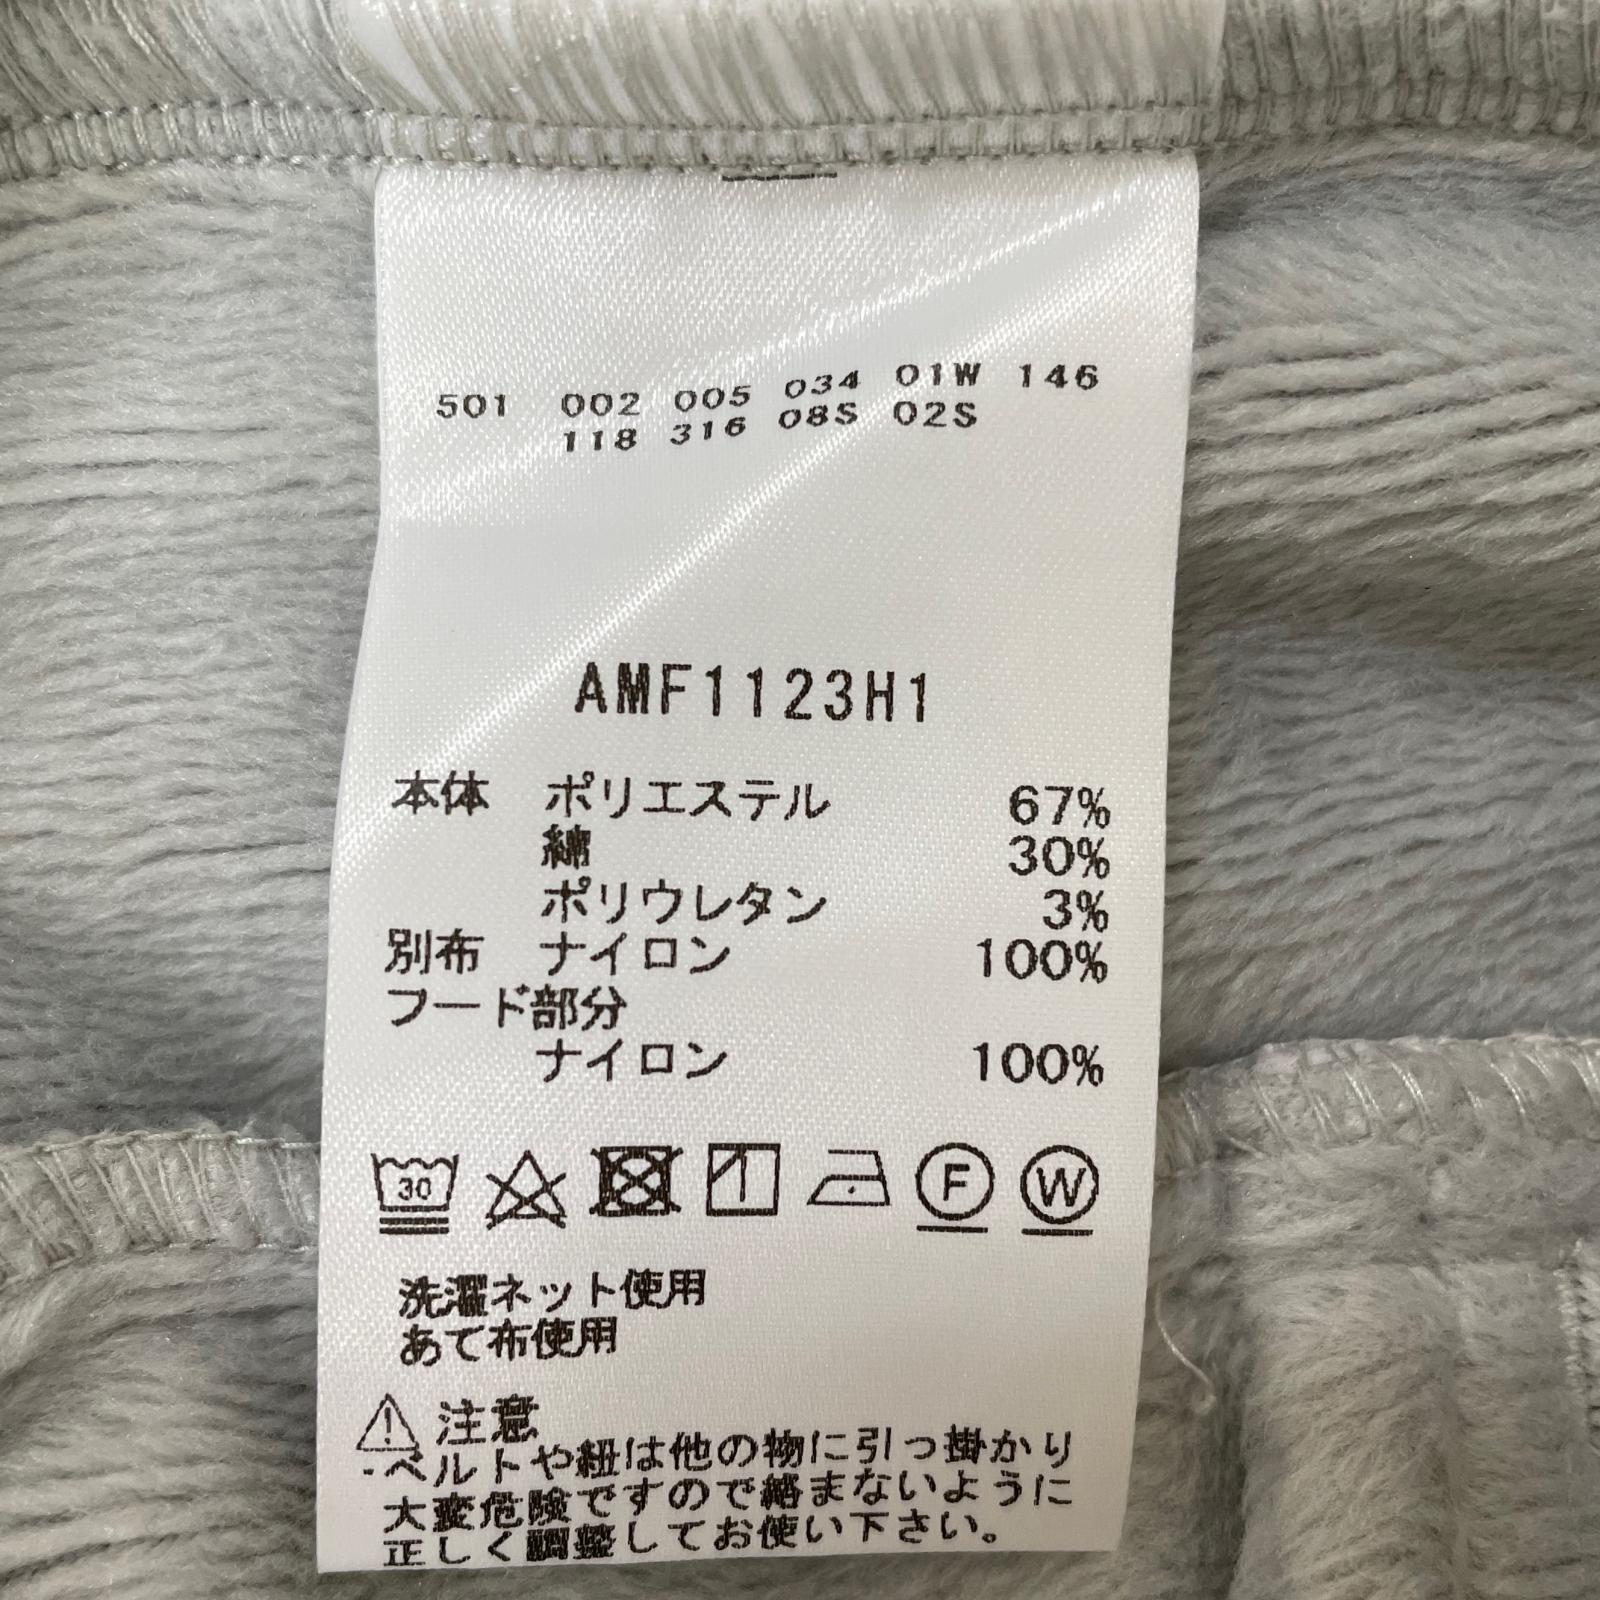 501 002 005 034 01W 146
118 316 08S 02S
AMF1123H1
本体 ポリエステル 67%
綿 30%
ポリウレタン 3%
別布 ナイロン 100%
フード部分
ナイロン 100%
30 F W
洗濯ネット使用
あて布使用
注意
・ベルトや紐は他の物に引っ掛かり
大変危険ですので絡まないように
正しく調整してお使い下さい。